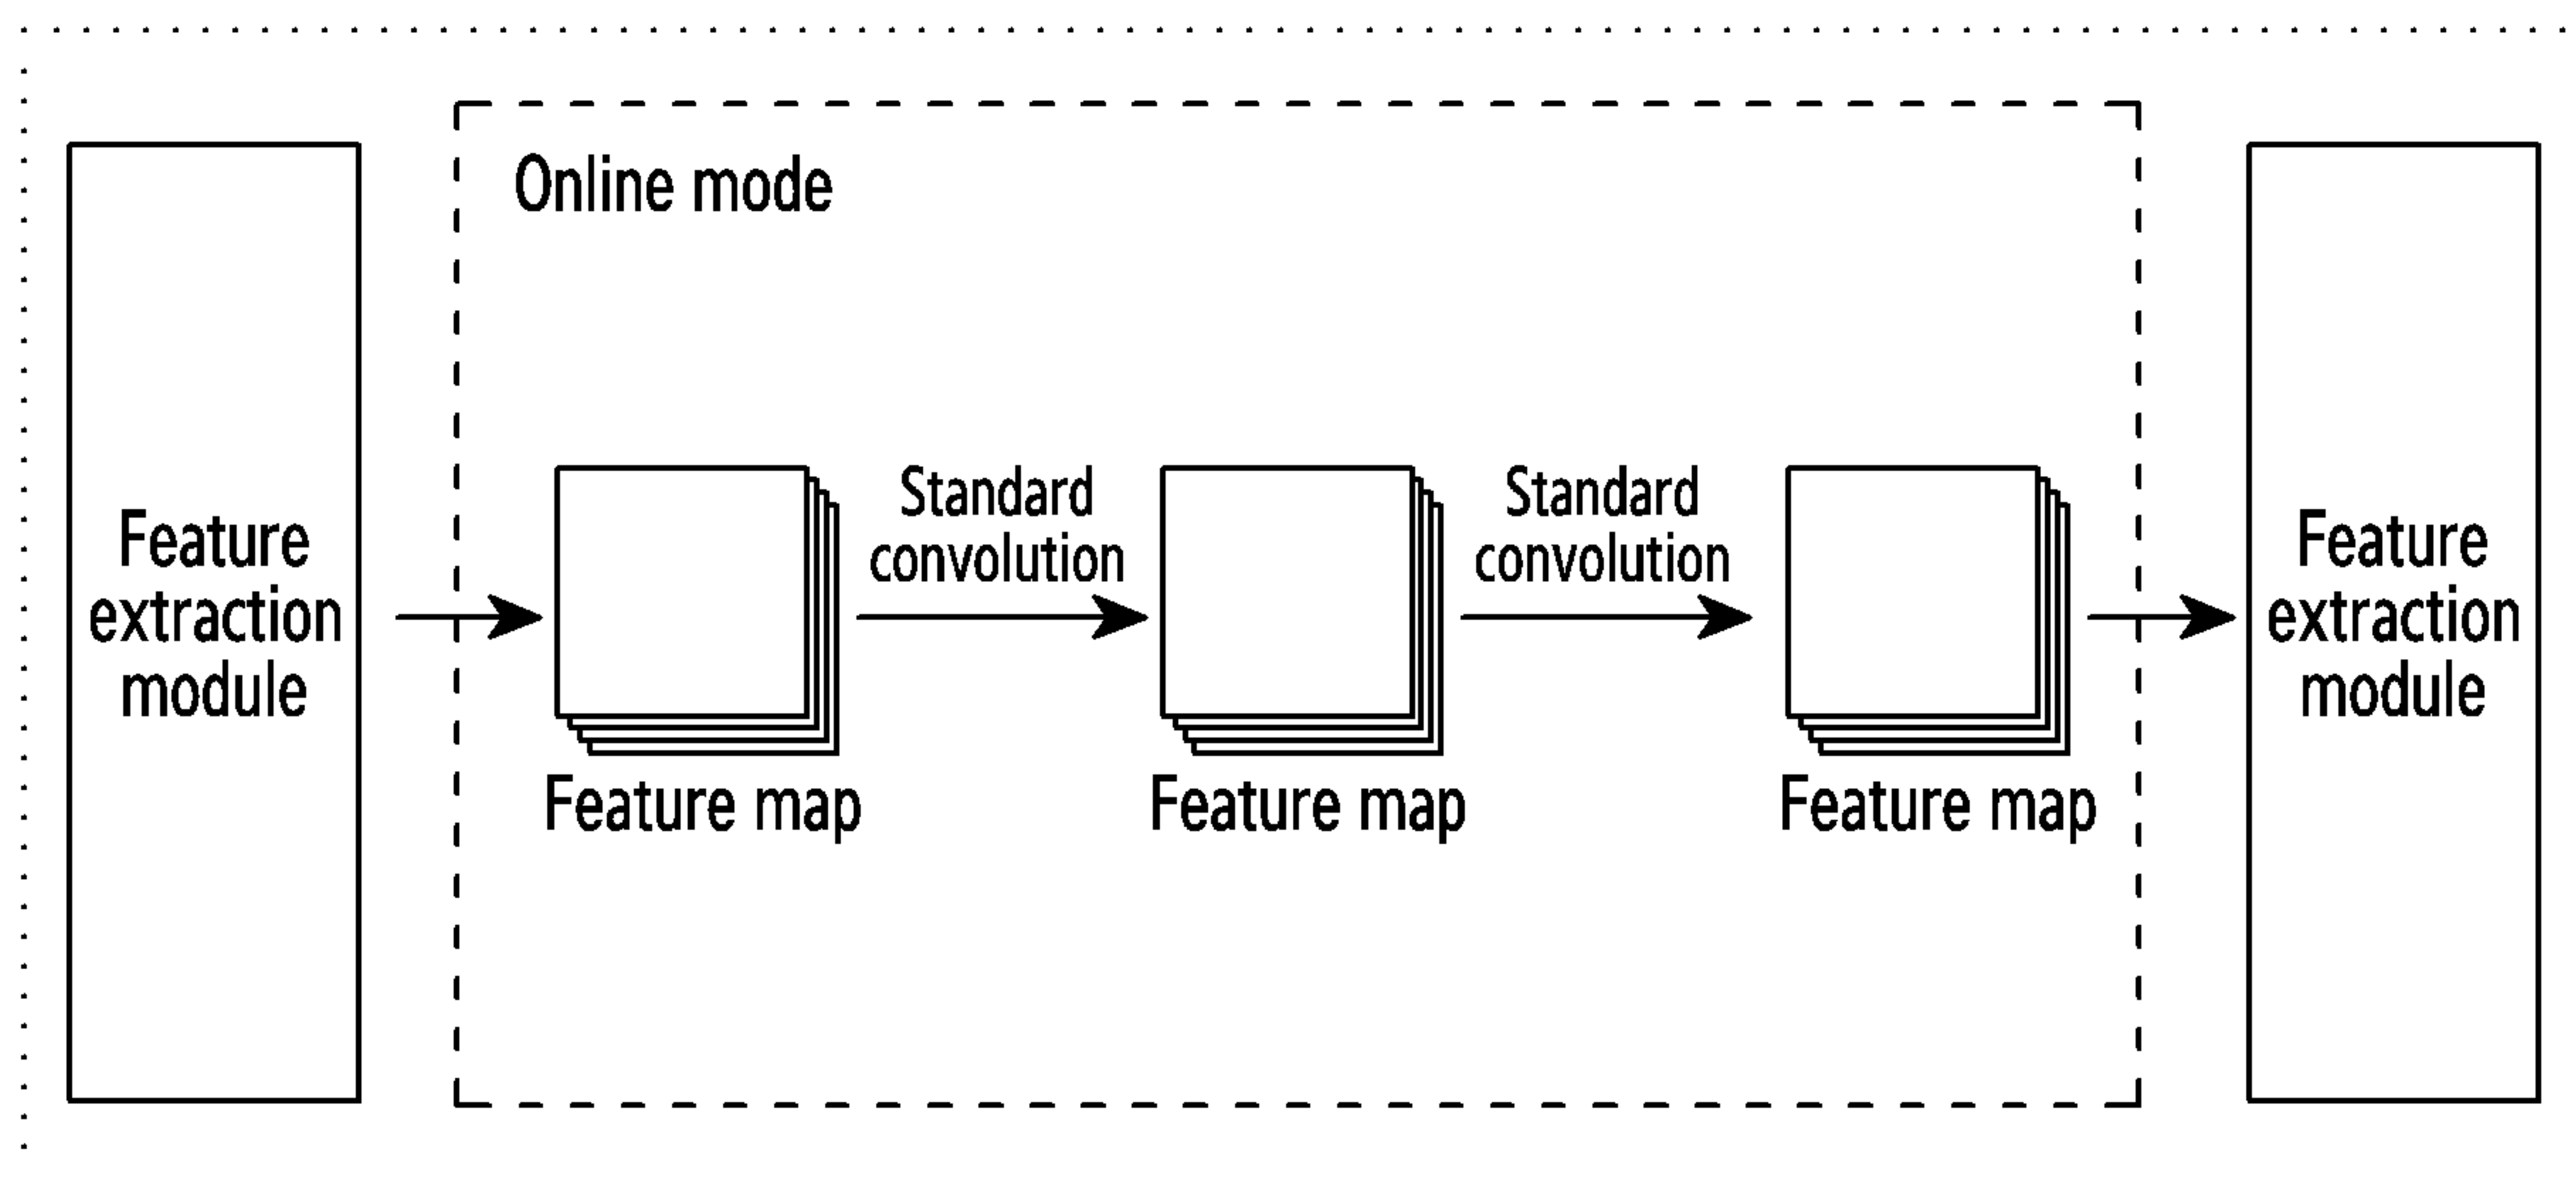 Online mode
Feature
extraction
module
Standard
convolution
Standard
convolution
Feature map
Feature map
Feature map
Feature
extraction
module